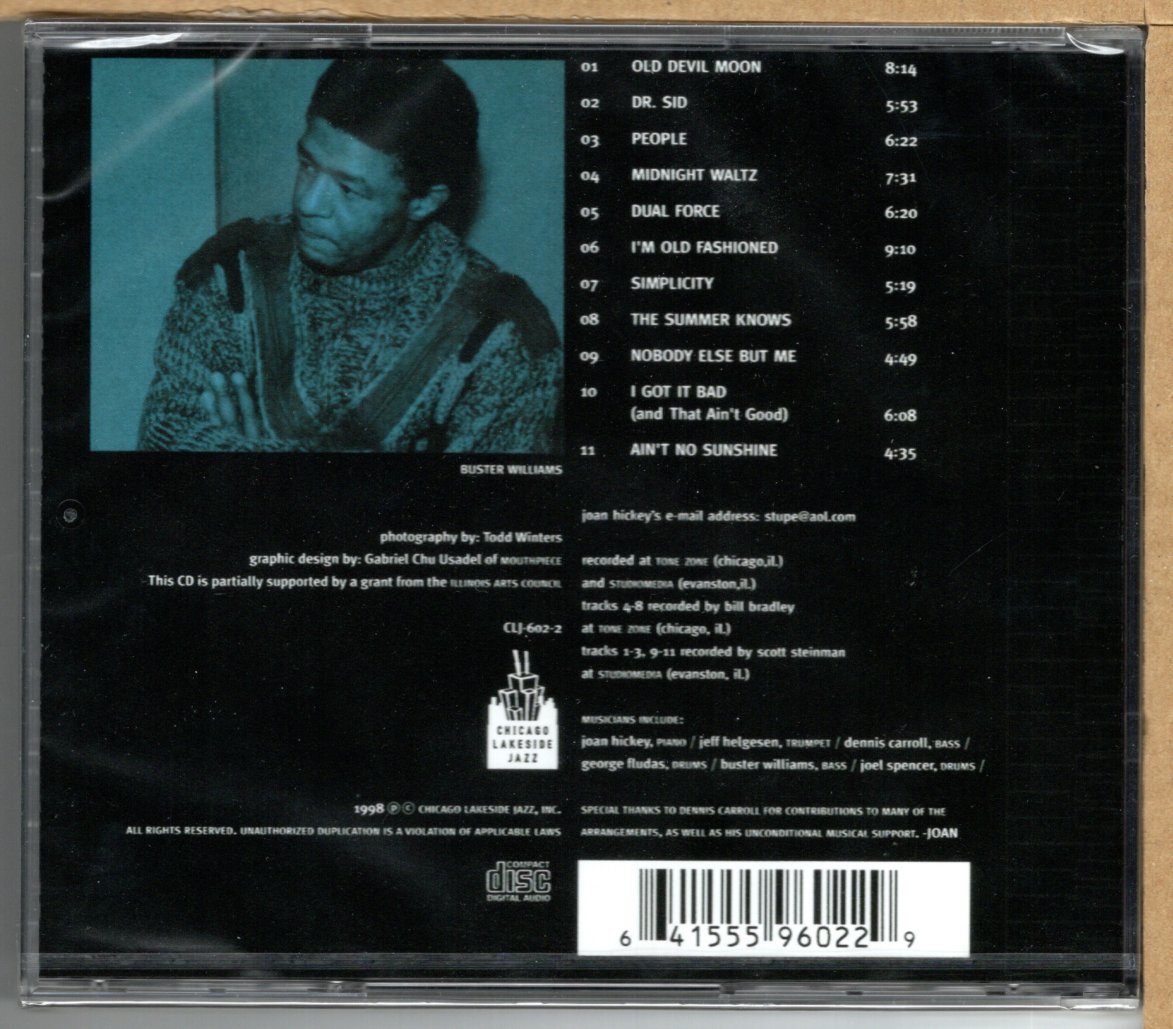 01 OLD DEVIL MOON 8:14
02 DR. SID 5:53
03 PEOPLE 6:22
04 MIDNIGHT WALTZ 7:31
05 DUAL FORCE 6:20
06 I'M OLD FASHIONED 9:10
07 SIMPLICITY 5:19
08 THE SUMMER KNOWS 5:58
09 NOBODY ELSE BUT ME 4:49
10 I GOT IT BAD
(and That Ain't Good) 6:08
11 AIN'T NO SUNSHINE 4:35
BUSTER WILLIAMS
photography by: Todd Winters
graphic design by: Gabriel Chu Usadel of MOUTHPIECE
This CD is partially supported by a grant from the ILLINOIS ARTS COUNCIL
CLJ-602-2
CHICAGO
LAKESIDE
JAZZ
1998 ℗ © CHICAGO LAKESIDE JAZZ, INC.
ALL RIGHTS RESERVED. UNAUTHORIZED DUPLICATION IS A VIOLATION OF APPLICABLE LAWS
COMPACT
disc
DIGITAL AUDIO
joan hickey's e-mail address: stupe@aol.com
recorded at TONE ZONE (chicago,il.)
and STUDIOMEDIA (evanston,il.)
tracks 4-8 recorded by bill bradley
at TONE ZONE (chicago, il.)
tracks 1-3, 9-11 recorded by scott steinman
at STUDIOMEDIA (evanston, il.)
MUSICIANS INCLUDE:
joan hickey, PIANO / jeff helgesen, TRUMPET / dennis carroll, BASS /
george fludas, DRUMS / buster williams, BASS / joel spencer, DRUMS /
SPECIAL THANKS TO DENNIS CARROLL FOR CONTRIBUTIONS TO MANY OF THE
ARRANGEMENTS, AS WELL AS HIS UNCONDITIONAL MUSICAL SUPPORT. -JOAN
6 41555 96022 9